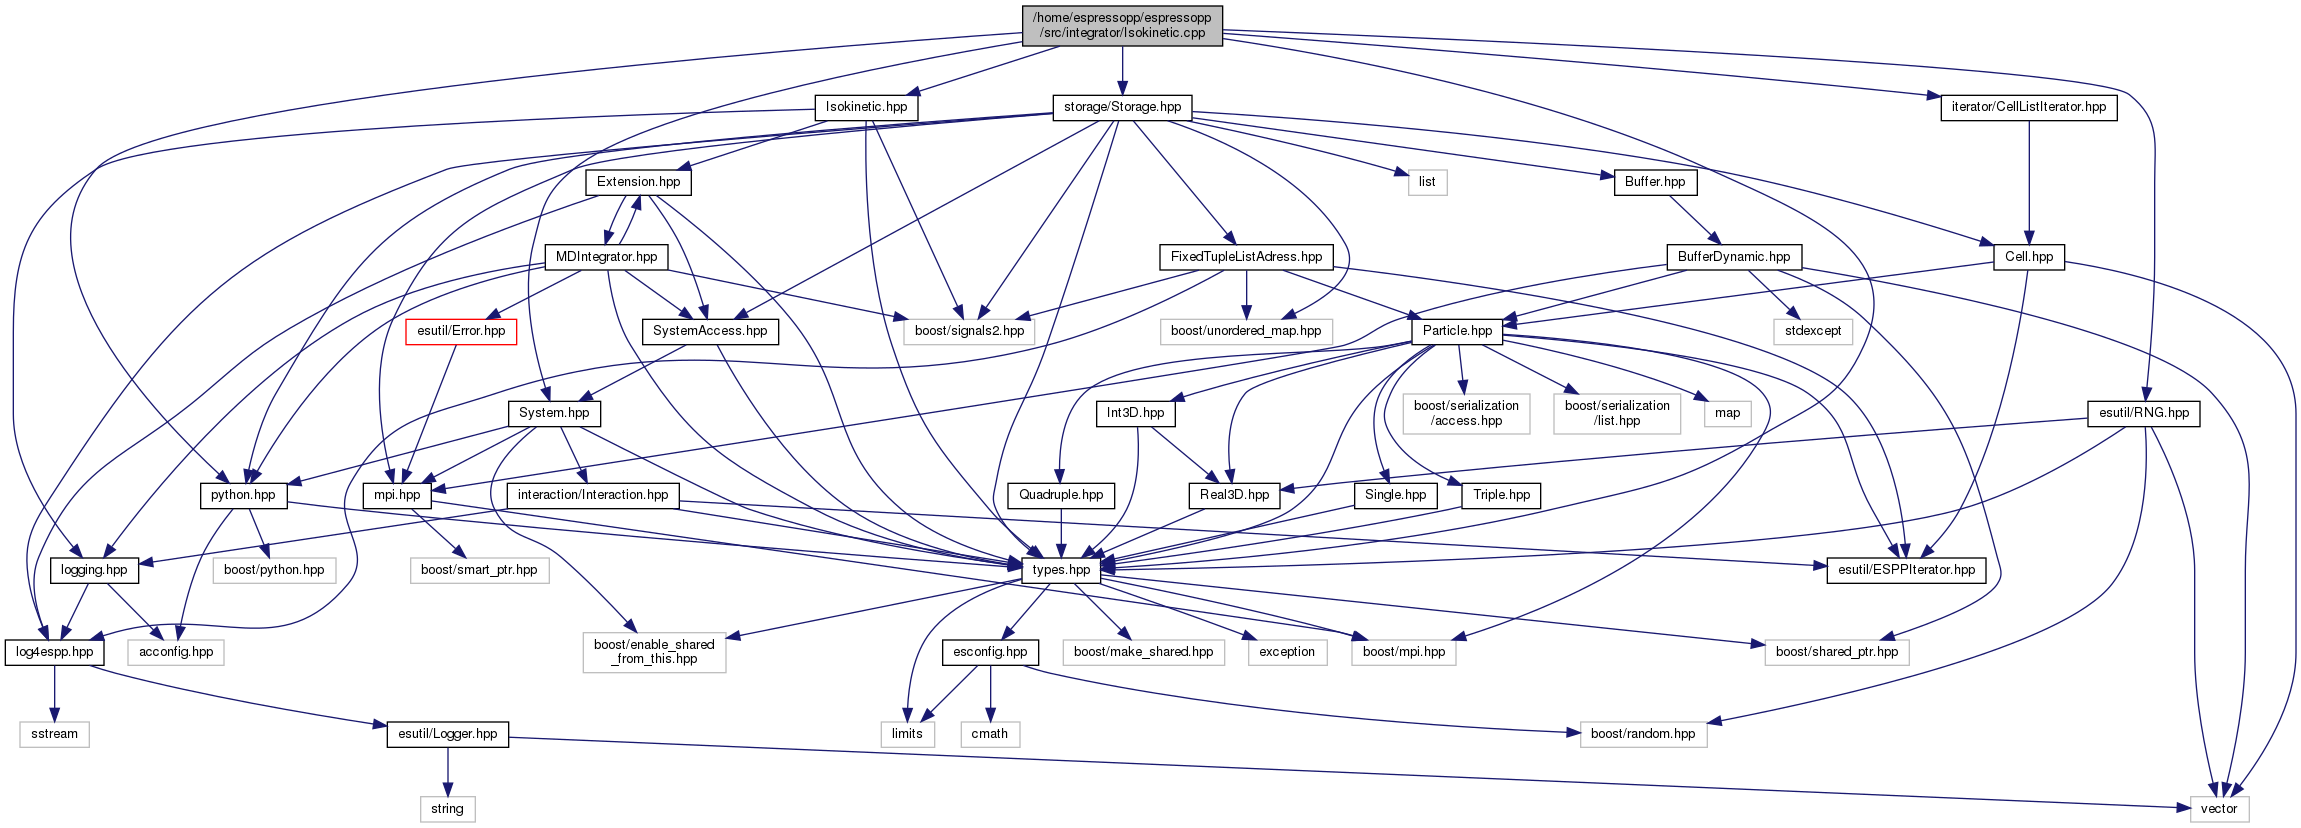 /home/espressopp/espressopp
/src/integrator/Isokinetic.cpp
Isokinetic.hpp
storage/Storage.hpp
iterator/CellListIterator.hpp
Extension.hpp
list
Buffer.hpp
MDIntegrator.hpp
FixedTupleListAdress.hpp
BufferDynamic.hpp
Cell.hpp
esutil/Error.hpp
SystemAccess.hpp
boost/signals2.hpp
boost/unordered_map.hpp
Particle.hpp
stdexcept
System.hpp
Int3D.hpp
boost/serialization
/access.hpp
boost/serialization
/list.hpp
map
esutil/RNG.hpp
python.hpp
mpi.hpp
interaction/Interaction.hpp
Quadruple.hpp
Real3D.hpp
Single.hpp
Triple.hpp
logging.hpp
boost/python.hpp
boost/smart_ptr.hpp
types.hpp
esutil/ESPPIterator.hpp
log4espp.hpp
acconfig.hpp
boost/enable_shared
_from_this.hpp
esconfig.hpp
boost/make_shared.hpp
exception
boost/mpi.hpp
boost/shared_ptr.hpp
sstream
esutil/Logger.hpp
limits
cmath
boost/random.hpp
string
vector